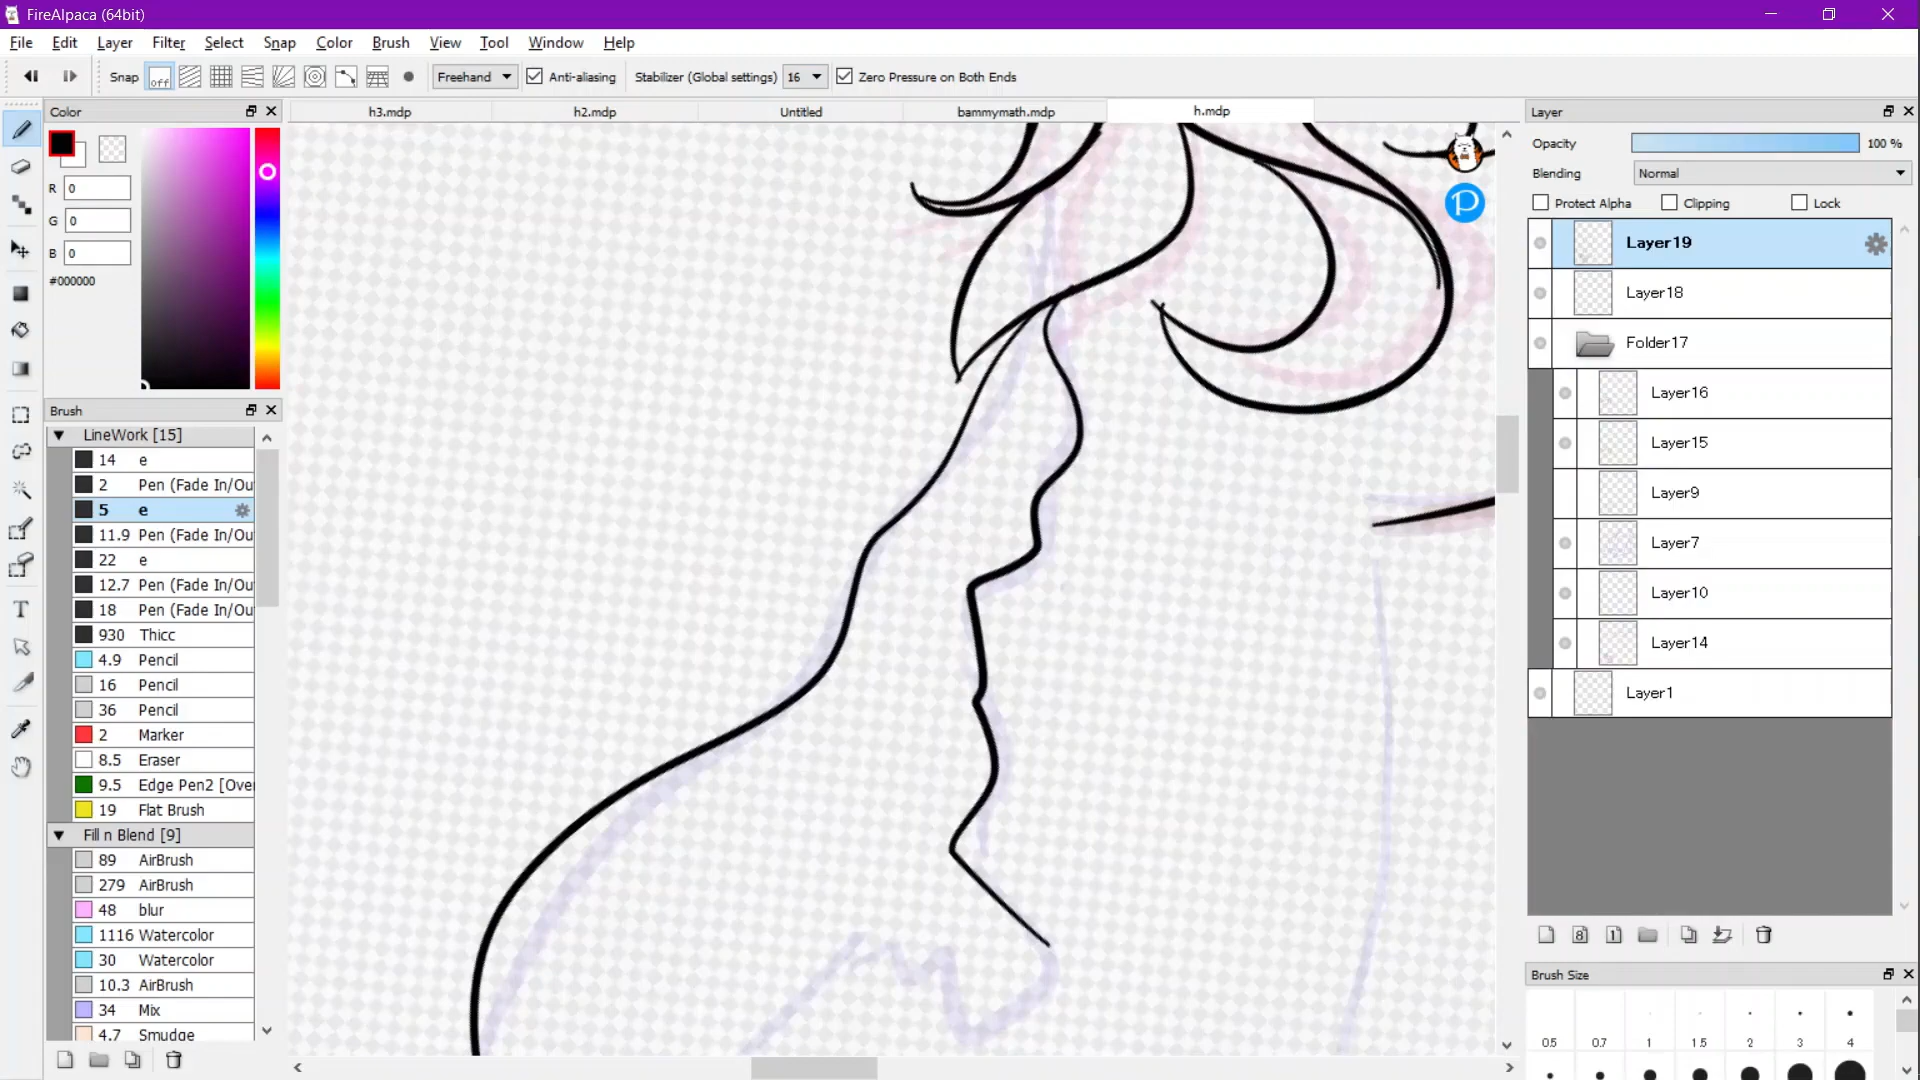 FireAlpaca (64bit)
File Edit Layer Filter Select Snap Color Brush View Tool Window Help
Snap off Freehand Anti-aliasing Stabilizer (Global settings) 16 Zero Pressure on Both Ends
Color
h3.mdp h2.mdp Untitled bammymath.mdp h.mdp
Layer
Opacity 100 %
Blending Normal
Protect Alpha Clipping Lock
R 0
G 0
B 0
#000000
Layer19
Layer18
Folder17
Layer16
Layer15
Layer9
Layer7
Layer10
Layer14
Layer1
Brush
LineWork [15]
14 e
2 Pen (Fade In/Ou
5 e
11.9 Pen (Fade In/Ou
22 e
12.7 Pen (Fade In/Ou
18 Pen (Fade In/Ou
930 Thicc
4.9 Pencil
16 Pencil
36 Pencil
2 Marker
8.5 Eraser
9.5 Edge Pen2 [Ove
19 Flat Brush
Fill n Blend [9]
89 AirBrush
279 AirBrush
48 blur
1116 Watercolor
30 Watercolor
10.3 AirBrush
34 Mix
4.7 Smudge
8 1
Brush Size
0.5 0.7 1 1.5 2 3 4